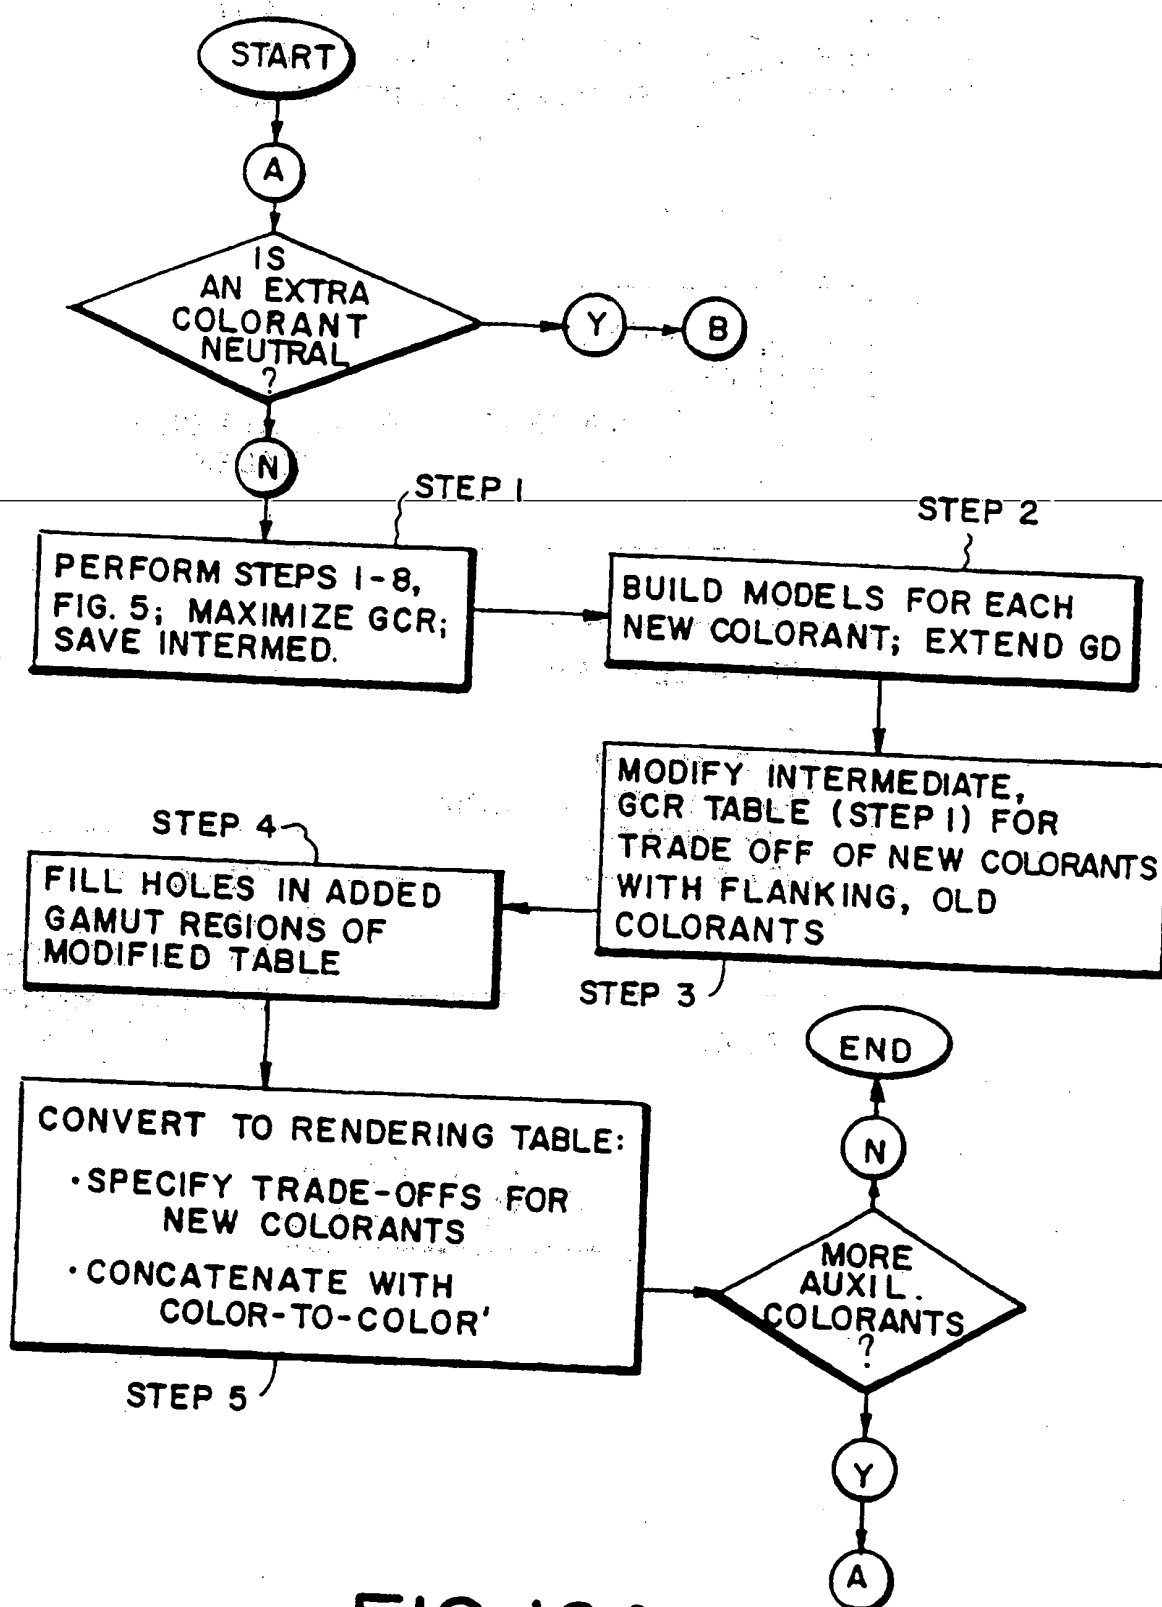 START
A
IS
AN EXTRA
COLORANT
NEUTRAL
?
Y
B
N
STEP 1
PERFORM STEPS 1-8,
FIG. 5; MAXIMIZE GCR;
SAVE INTERMED.
STEP 2
BUILD MODELS FOR EACH
NEW COLORANT; EXTEND GD
MODIFY INTERMEDIATE,
GCR TABLE (STEP 1) FOR
TRADE OFF OF NEW COLORANTS
WITH FLANKING, OLD
COLORANTS
STEP 3
STEP 4
FILL HOLES IN ADDED
GAMUT REGIONS OF
MODIFIED TABLE
CONVERT TO RENDERING TABLE:
•SPECIFY TRADE-OFFS FOR
NEW COLORANTS
•CONCATENATE WITH
COLOR-TO-COLOR'
STEP 5
END
N
MORE
AUXIL.
COLORANTS
?
Y
A